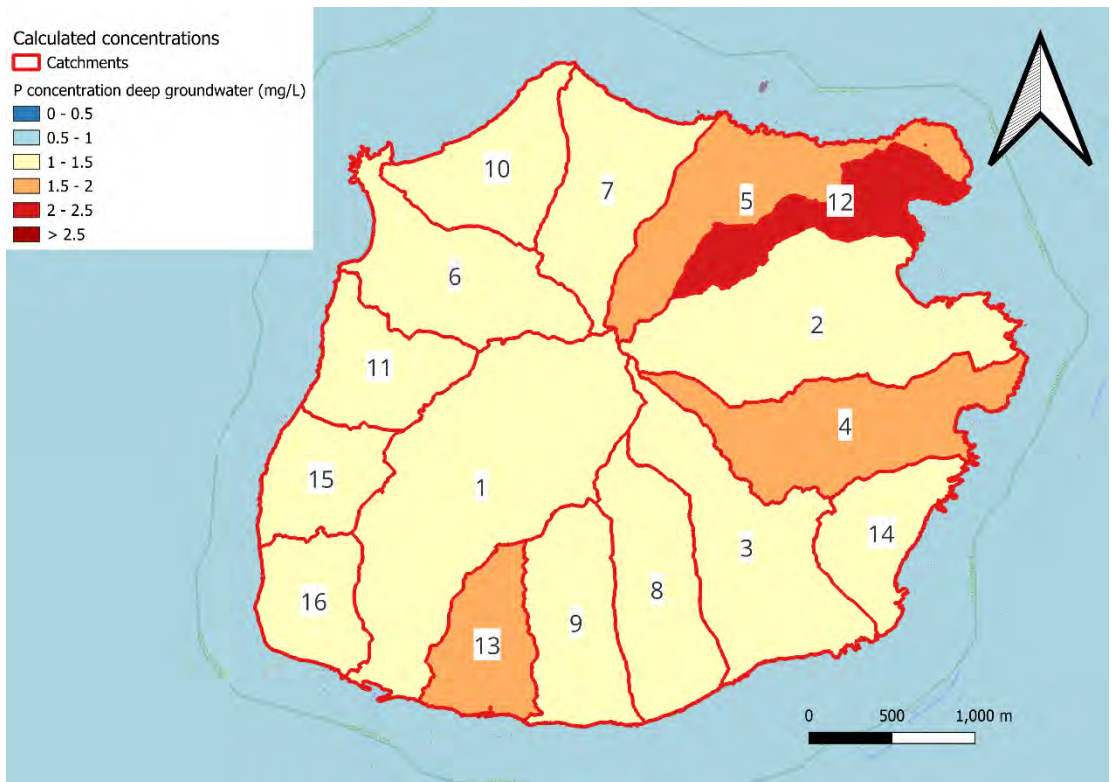 Calculated concentrations
Catchments
P concentration deep groundwater (mg/L)
0 - 0.5
0.5 - 1
1 - 1.5
1.5 - 2
2 - 2.5
> 2.5
10
7
5
12
6
2
11
4
15
1
14
3
16
8
9
13
0 500 1,000 m